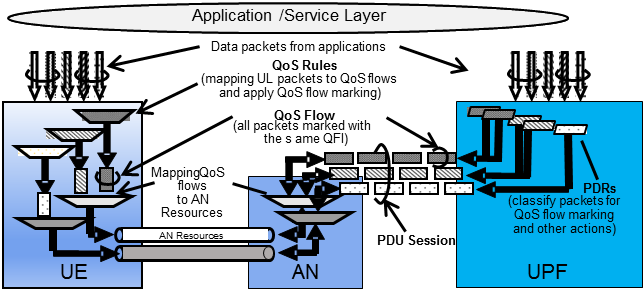 Application /Service Layer
Data packets from applications
QoS Rules
(mapping UL packets to QoS flows
and apply QoS flow marking)
QoS Flow
(all packets marked with
the s ame QFI)
MappingQoS
flows
to AN
Resources
PDRs
(classify packets for
QoS flow marking
and other actions)
AN Resources
PDU Session
UE
AN
UPF